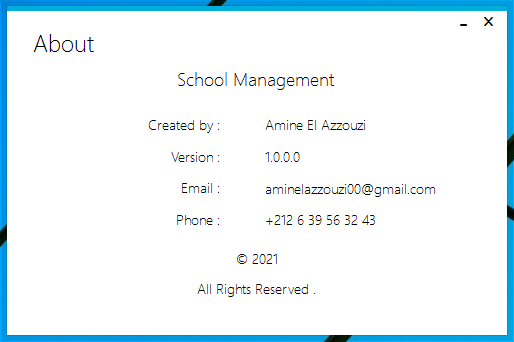 About
School Management
Created by : Amine El Azzouzi
Version : 1.0.0.0
Email : aminelazzouzi00@gmail.com
Phone : +212 6 39 56 32 43
© 2021
All Rights Reserved .